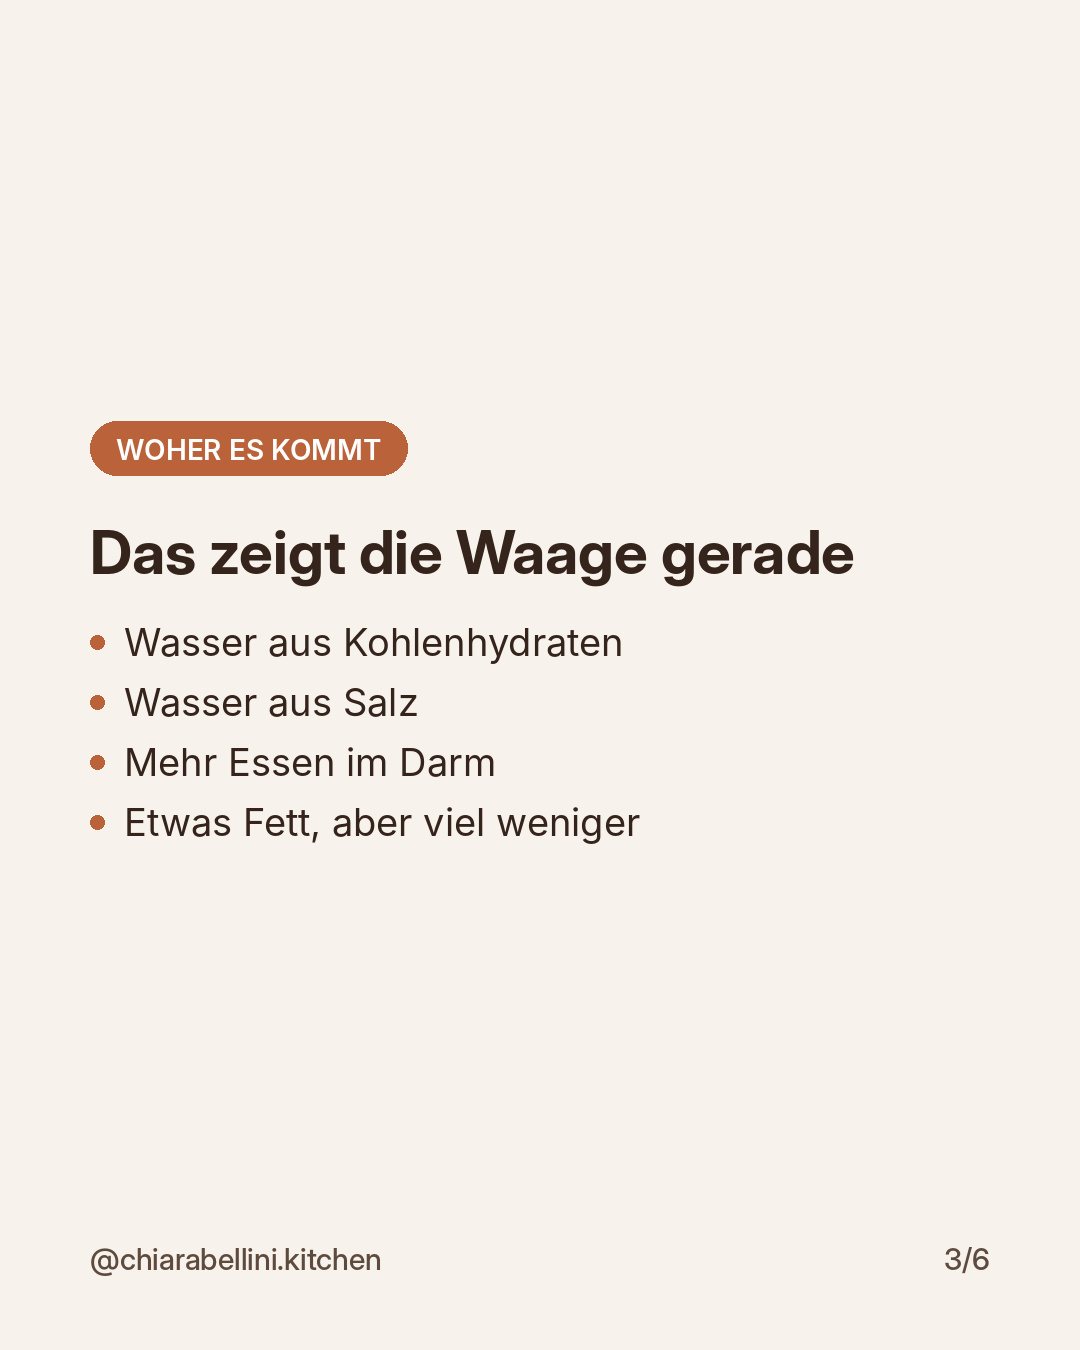 WOHER ES KOMMT
Das zeigt die Waage gerade
• Wasser aus Kohlenhydraten
• Wasser aus Salz
• Mehr Essen im Darm
• Etwas Fett, aber viel weniger
@chiarabellini.kitchen
3/6